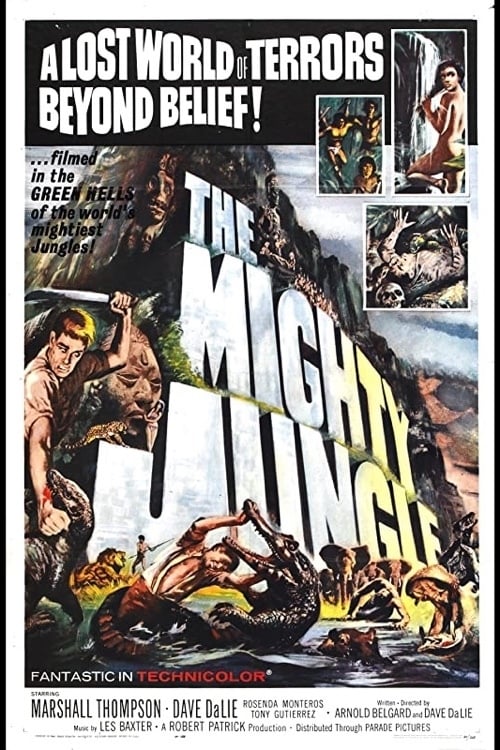 A LOST WORLD OF TERRORS
BEYOND BELIEF!
...filmed
in the
GREEN HELLS
of the world's
mightiest
Jungles!
THE
MIGHTY
JUNGLE
FANTASTIC IN TECHNICOLOR®
STARRING
MARSHALL THOMPSON · DAVE DaLIE ROSENDA MONTEROS
TONY GUTIERREZ
Written - Directed by
ARNOLD BELGARD and DAVE DaLIE
Music by LES BAXTER · A ROBERT PATRICK Production · Distributed Through PARADE PICTURES